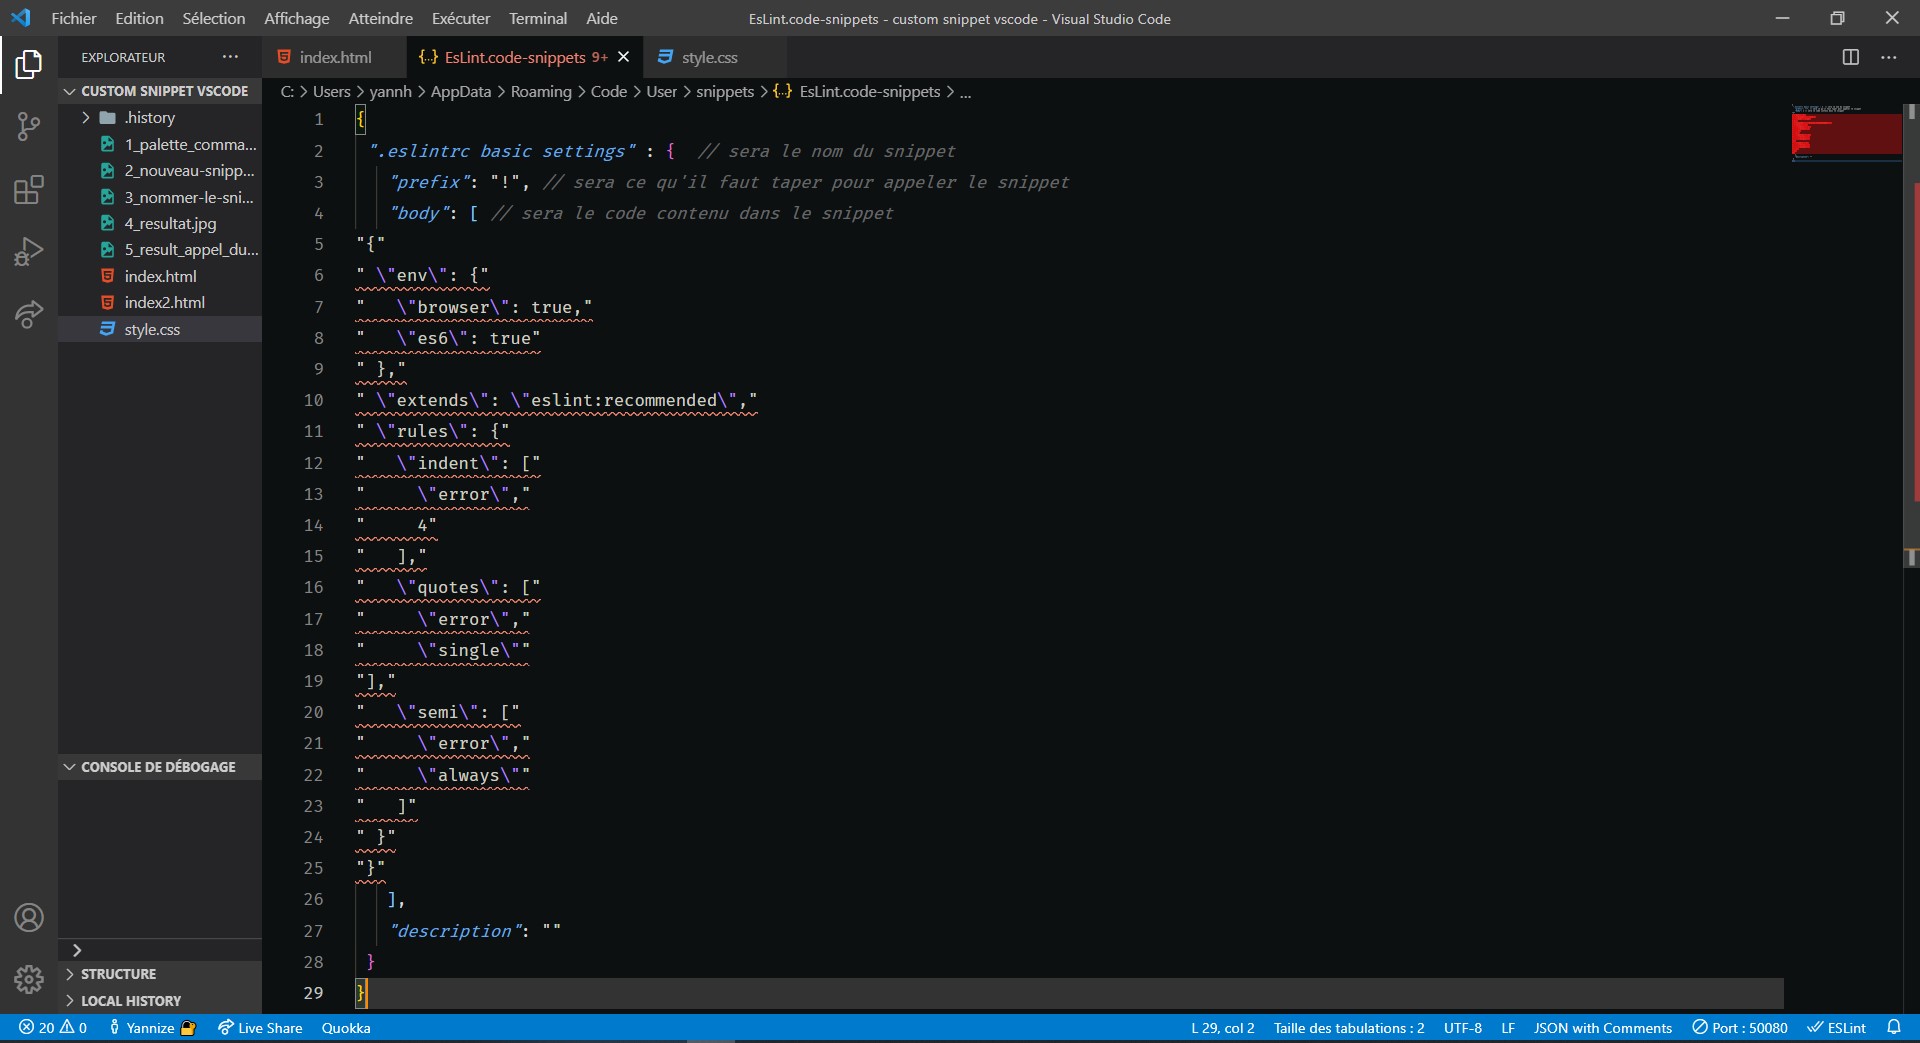 Fichier Edition Sélection Affichage Atteindre Exécuter Terminal Aide
EsLint.code-snippets - custom snippet vscode - Visual Studio Code
EXPLORATEUR
CUSTOM SNIPPET VSCODE
.history
1_palette_comma...
2_nouveau-snipp...
3_nommer-le-sni...
4_resultat.jpg
5_result_appel_du...
index.html
index2.html
style.css
CONSOLE DE DÉBOGAGE
STRUCTURE
LOCAL HISTORY
index.html
EsLint.code-snippets 9+
style.css
C: > Users > yannh > AppData > Roaming > Code > User > snippets > {..} EsLint.code-snippets > ...
1 {
2 ".eslintrc basic settings" : { // sera le nom du snippet
3 "prefix": "!", // sera ce qu'il faut taper pour appeler le snippet
4 "body": [ // sera le code contenu dans le snippet
5 "{"
6 " \"env\": {"
7 "   \"browser\": true,"
8 "   \"es6\": true"
9 " },"
10 " \"extends\": \"eslint:recommended\","
11 " \"rules\": {"
12 "   \"indent\": ["
13 "     \"error\","
14 "     4"
15 "   ],"
16 "   \"quotes\": ["
17 "     \"error\","
18 "     \"single\""
19 "],"
20 "   \"semi\": ["
21 "     \"error\","
22 "     \"always\""
23 "   ]"
24 " }"
25 "}"
26 ],
27 "description": ""
28 }
29 }
20 0 Yannize Live Share Quokka
L 29, col 2 Taille des tabulations : 2 UTF-8 LF JSON with Comments Port : 50080 ESLint